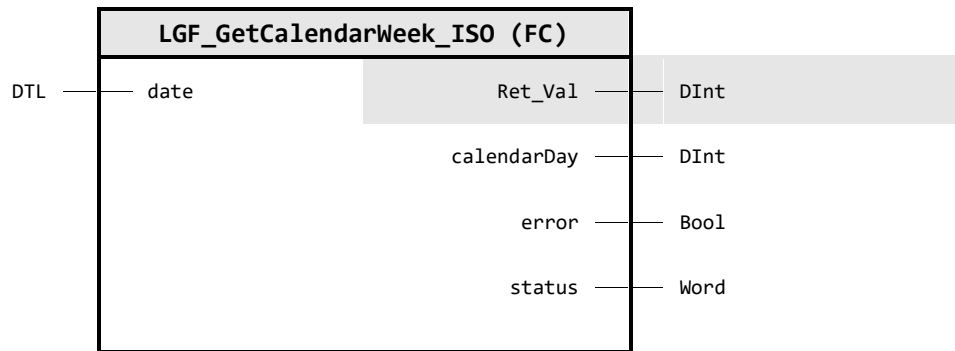 LGF_GetCalendarWeek_ISO (FC)
DTL date Ret_Val DInt
calendarDay DInt
error Bool
status Word